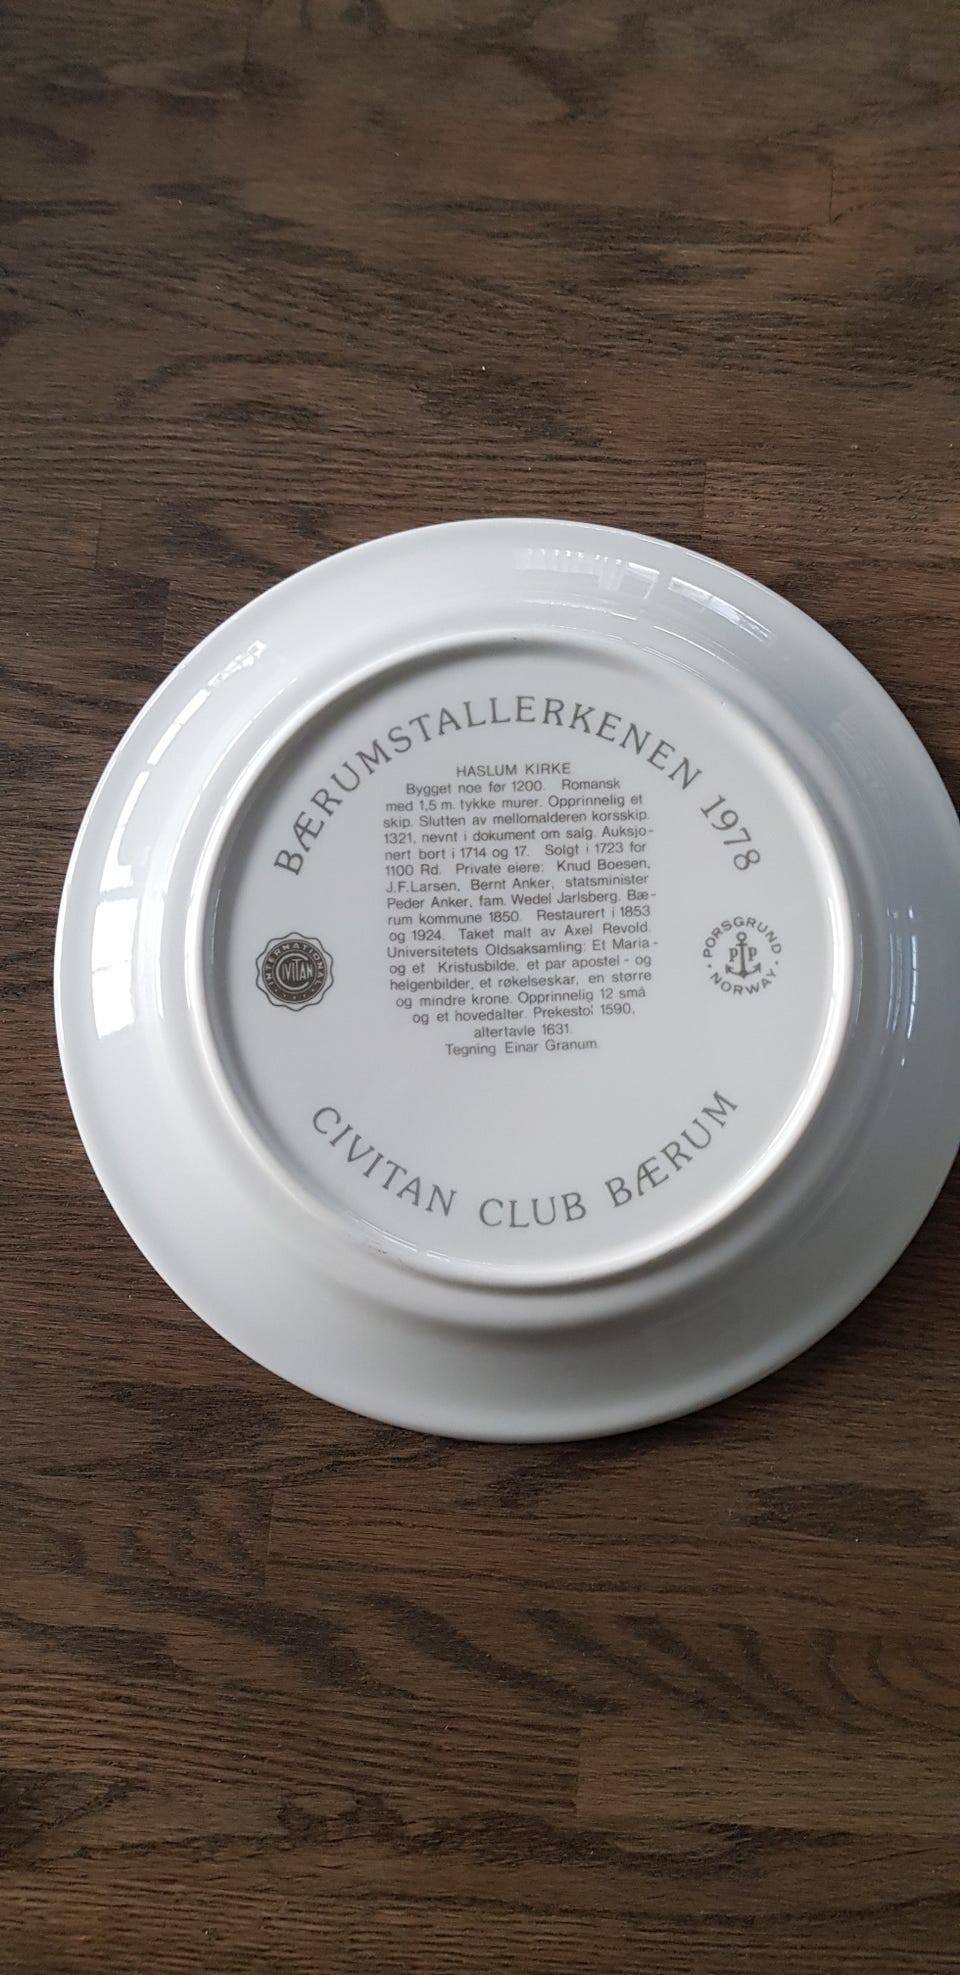 BÆRUMSTALLERKENEN 1978
HASLUM KIRKE
Bygget noe før 1200. Romansk
med 1,5 m. tykke murer. Opprinnelig et
skip. Slutten av mellomalderen korsskip.
1321, nevnt i dokument om salg. Auksjo-
nert bort i 1714 og 17. Solgt i 1723 for
1100 Rd. Private eiere: Knud Boesen,
J.F.Larsen, Bernt Anker, statsminister
Peder Anker, fam. Wedel Jarlsberg. Bæ-
rum kommune 1850. Restaurert i 1853
og 1924. Taket malt av Axel Revold.
Universitetets Oldsaksamling: Et Maria-
og et Kristusbilde, et par apostel- og
helgenbilder, et røkelseskar, en større
og mindre krone. Opprinnelig 12 små
og et hovedalter. Prekestol 1590,
altertavle 1631.
Tegning Einar Granum.
INTERNATIONAL
CIVITAN
PORSGRUND
P P
NORWAY
CIVITAN CLUB BÆRUM